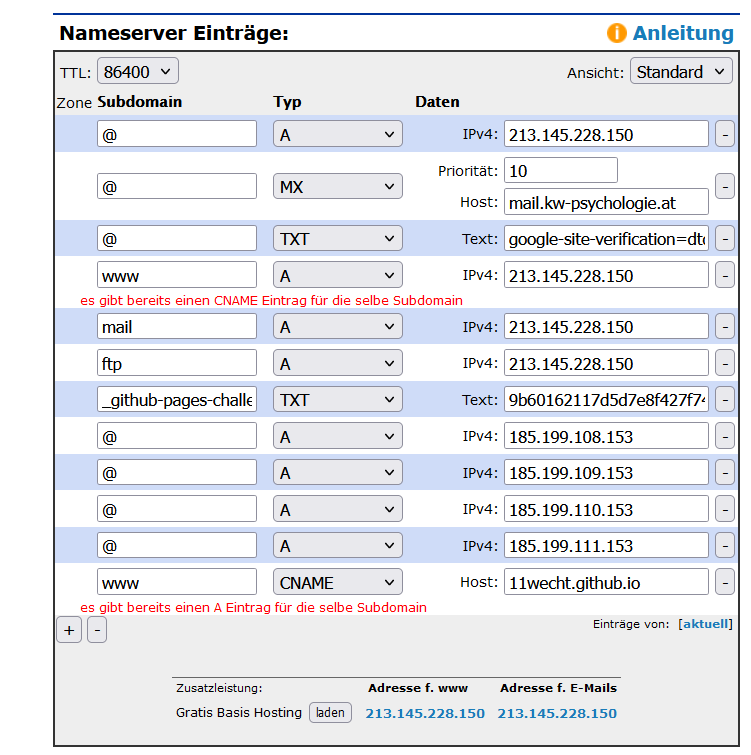 Nameserver Einträge: i Anleitung
TTL: 86400 Ansicht: Standard
Zone Subdomain Typ Daten
@ A IPv4: 213.145.228.150 -
@ MX Priorität: 10 -
Host: mail.kw-psychologie.at
@ TXT Text: google-site-verification=dt -
www A IPv4: 213.145.228.150 -
es gibt bereits einen CNAME Eintrag für die selbe Subdomain
mail A IPv4: 213.145.228.150 -
ftp A IPv4: 213.145.228.150 -
_github-pages-challe TXT Text: 9b60162117d5d7e8f427f74 -
@ A IPv4: 185.199.108.153 -
@ A IPv4: 185.199.109.153 -
@ A IPv4: 185.199.110.153 -
@ A IPv4: 185.199.111.153 -
www CNAME Host: 11wecht.github.io -
es gibt bereits einen A Eintrag für die selbe Subdomain
+ - Einträge von: [aktuell]
Zusatzleistung: Adresse f. www Adresse f. E-Mails
Gratis Basis Hosting laden 213.145.228.150 213.145.228.150